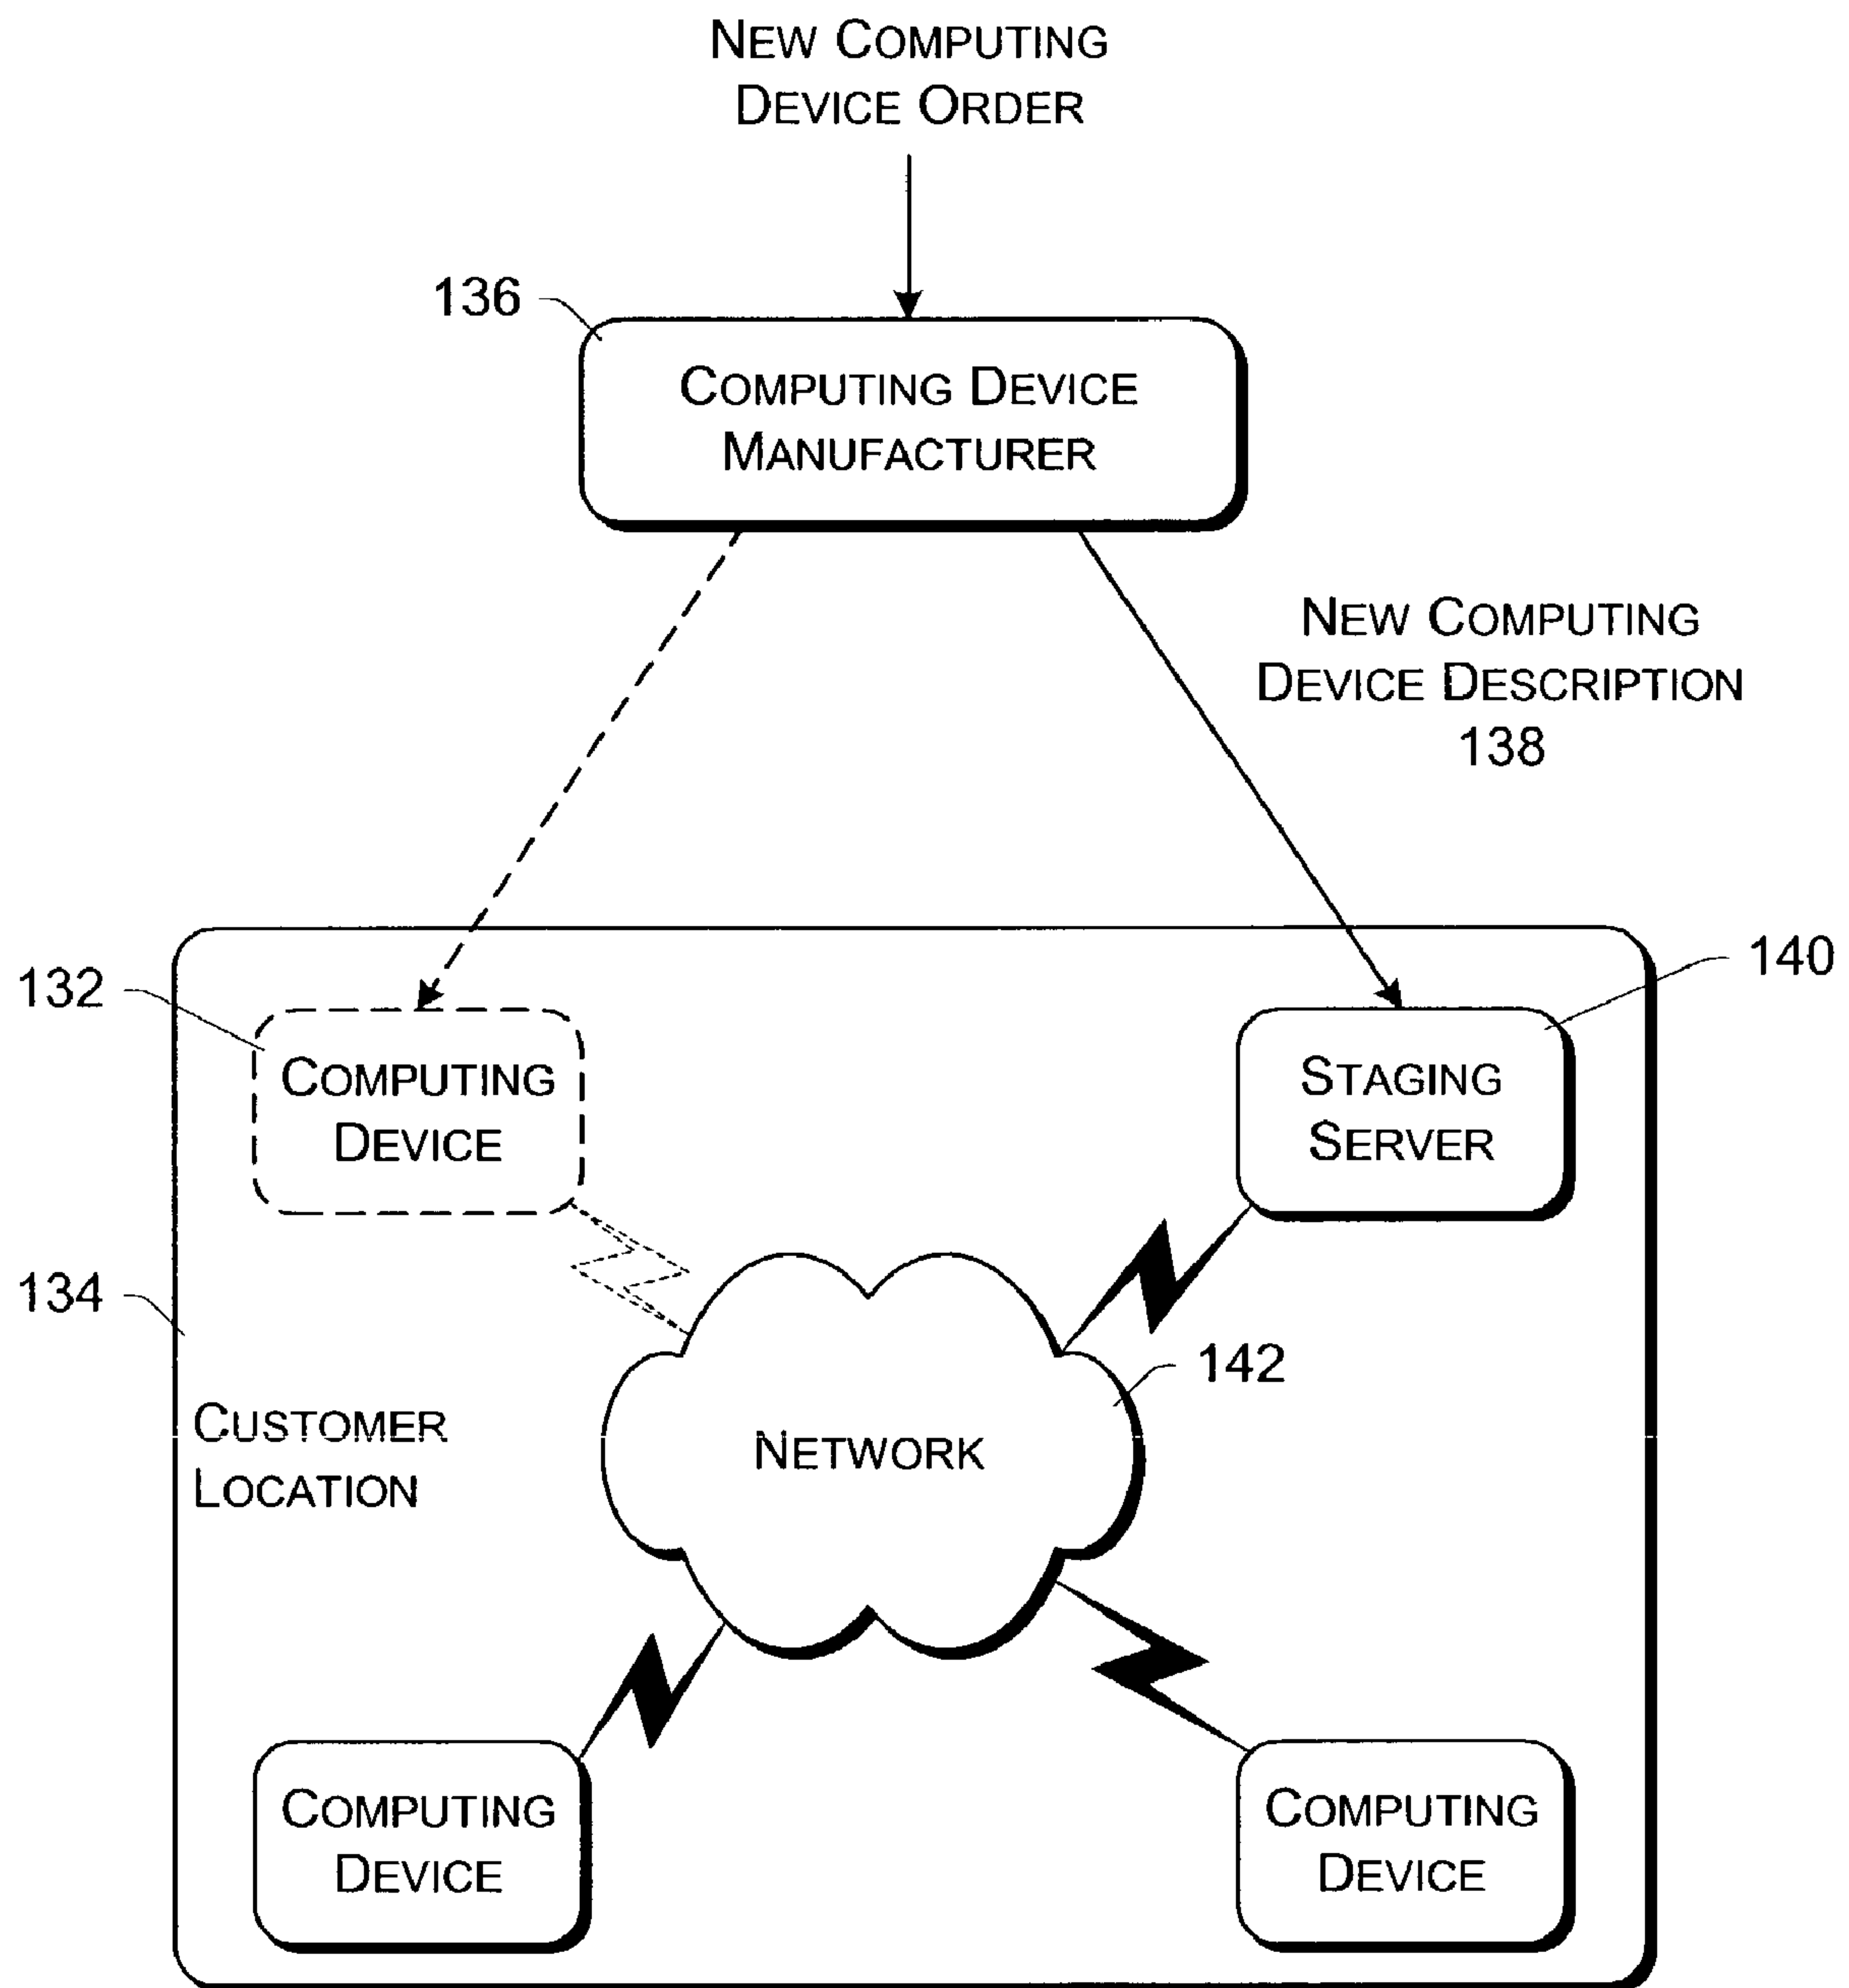 NEW COMPUTING
DEVICE ORDER
136
COMPUTING DEVICE
MANUFACTURER
NEW COMPUTING
DEVICE DESCRIPTION
138
132
140
COMPUTING
DEVICE
STAGING
SERVER
134
142
CUSTOMER
LOCATION
NETWORK
COMPUTING
DEVICE
COMPUTING
DEVICE